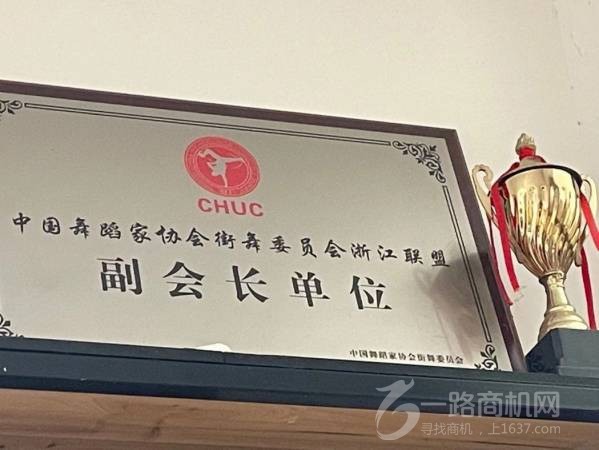 CHUC
中国舞蹈家协会街舞委员会浙江联盟
副会长单位
中国舞蹈家协会街舞委员会
一路商机网
寻找商机，上1637.com